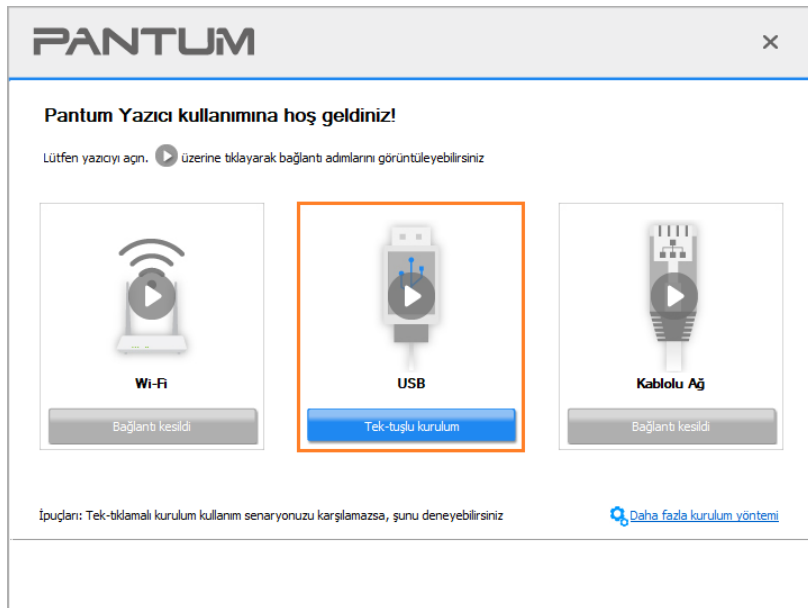 PANTUM
Pantum Yazıcı kullanımına hoş geldiniz!
Lütfen yazıcıyı açın. üzerine tıklayarak bağlantı adımlarını görüntüleyebilirsiniz
Wi-Fi
USB
Kablolu Ağ
Bağlantı kesildi
Tek-tuşlu kurulum
Bağlantı kesildi
İpuçları: Tek-tıklamalı kurulum kullanım senaryonuzu karşılamazsa, şunu deneyebilirsiniz
Daha fazla kurulum yöntemi